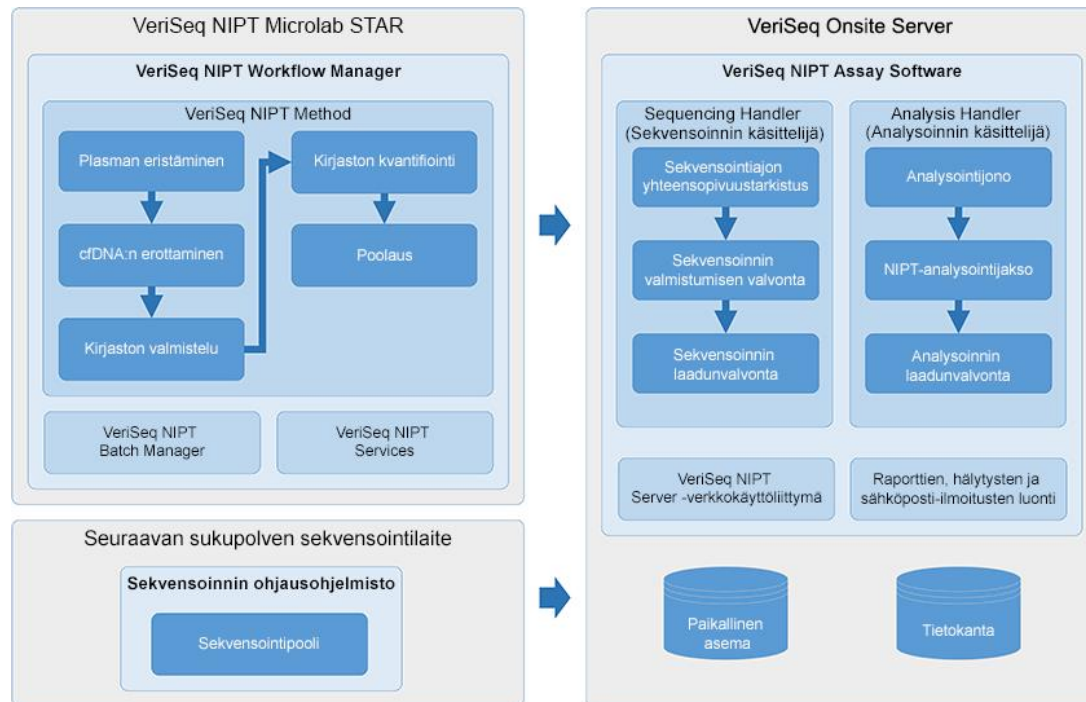 VeriSeq NIPT Microlab STAR
VeriSeq NIPT Workflow Manager
VeriSeq NIPT Method
Plasman eristäminen
cfDNA:n erottaminen
Kirjaston valmistelu
Kirjaston kvantifiointi
Poolaus
VeriSeq NIPT
Batch Manager
VeriSeq NIPT
Services
Seuraavan sukupolven sekvensointilaite
Sekvensoinnin ohjausohjelmisto
Sekvensointipooli
VeriSeq Onsite Server
VeriSeq NIPT Assay Software
Sequencing Handler
(Sekvensoinnin käsittelijä)
Sekvensointiajon
yhteensopivuustarkistus
Sekvensoinnin
valmistumisen valvonta
Sekvensoinnin
laadunvalvonta
Analysis Handler
(Analysoinnin käsittelijä)
Analysointijono
NIPT-analysointijakso
Analysoinnin
laadunvalvonta
VeriSeq NIPT
Server -verkkokäyttöliittymä
Raporttien, hälytysten ja
sähköposti-ilmoitusten luonti
Paikallinen
asema
Tietokanta